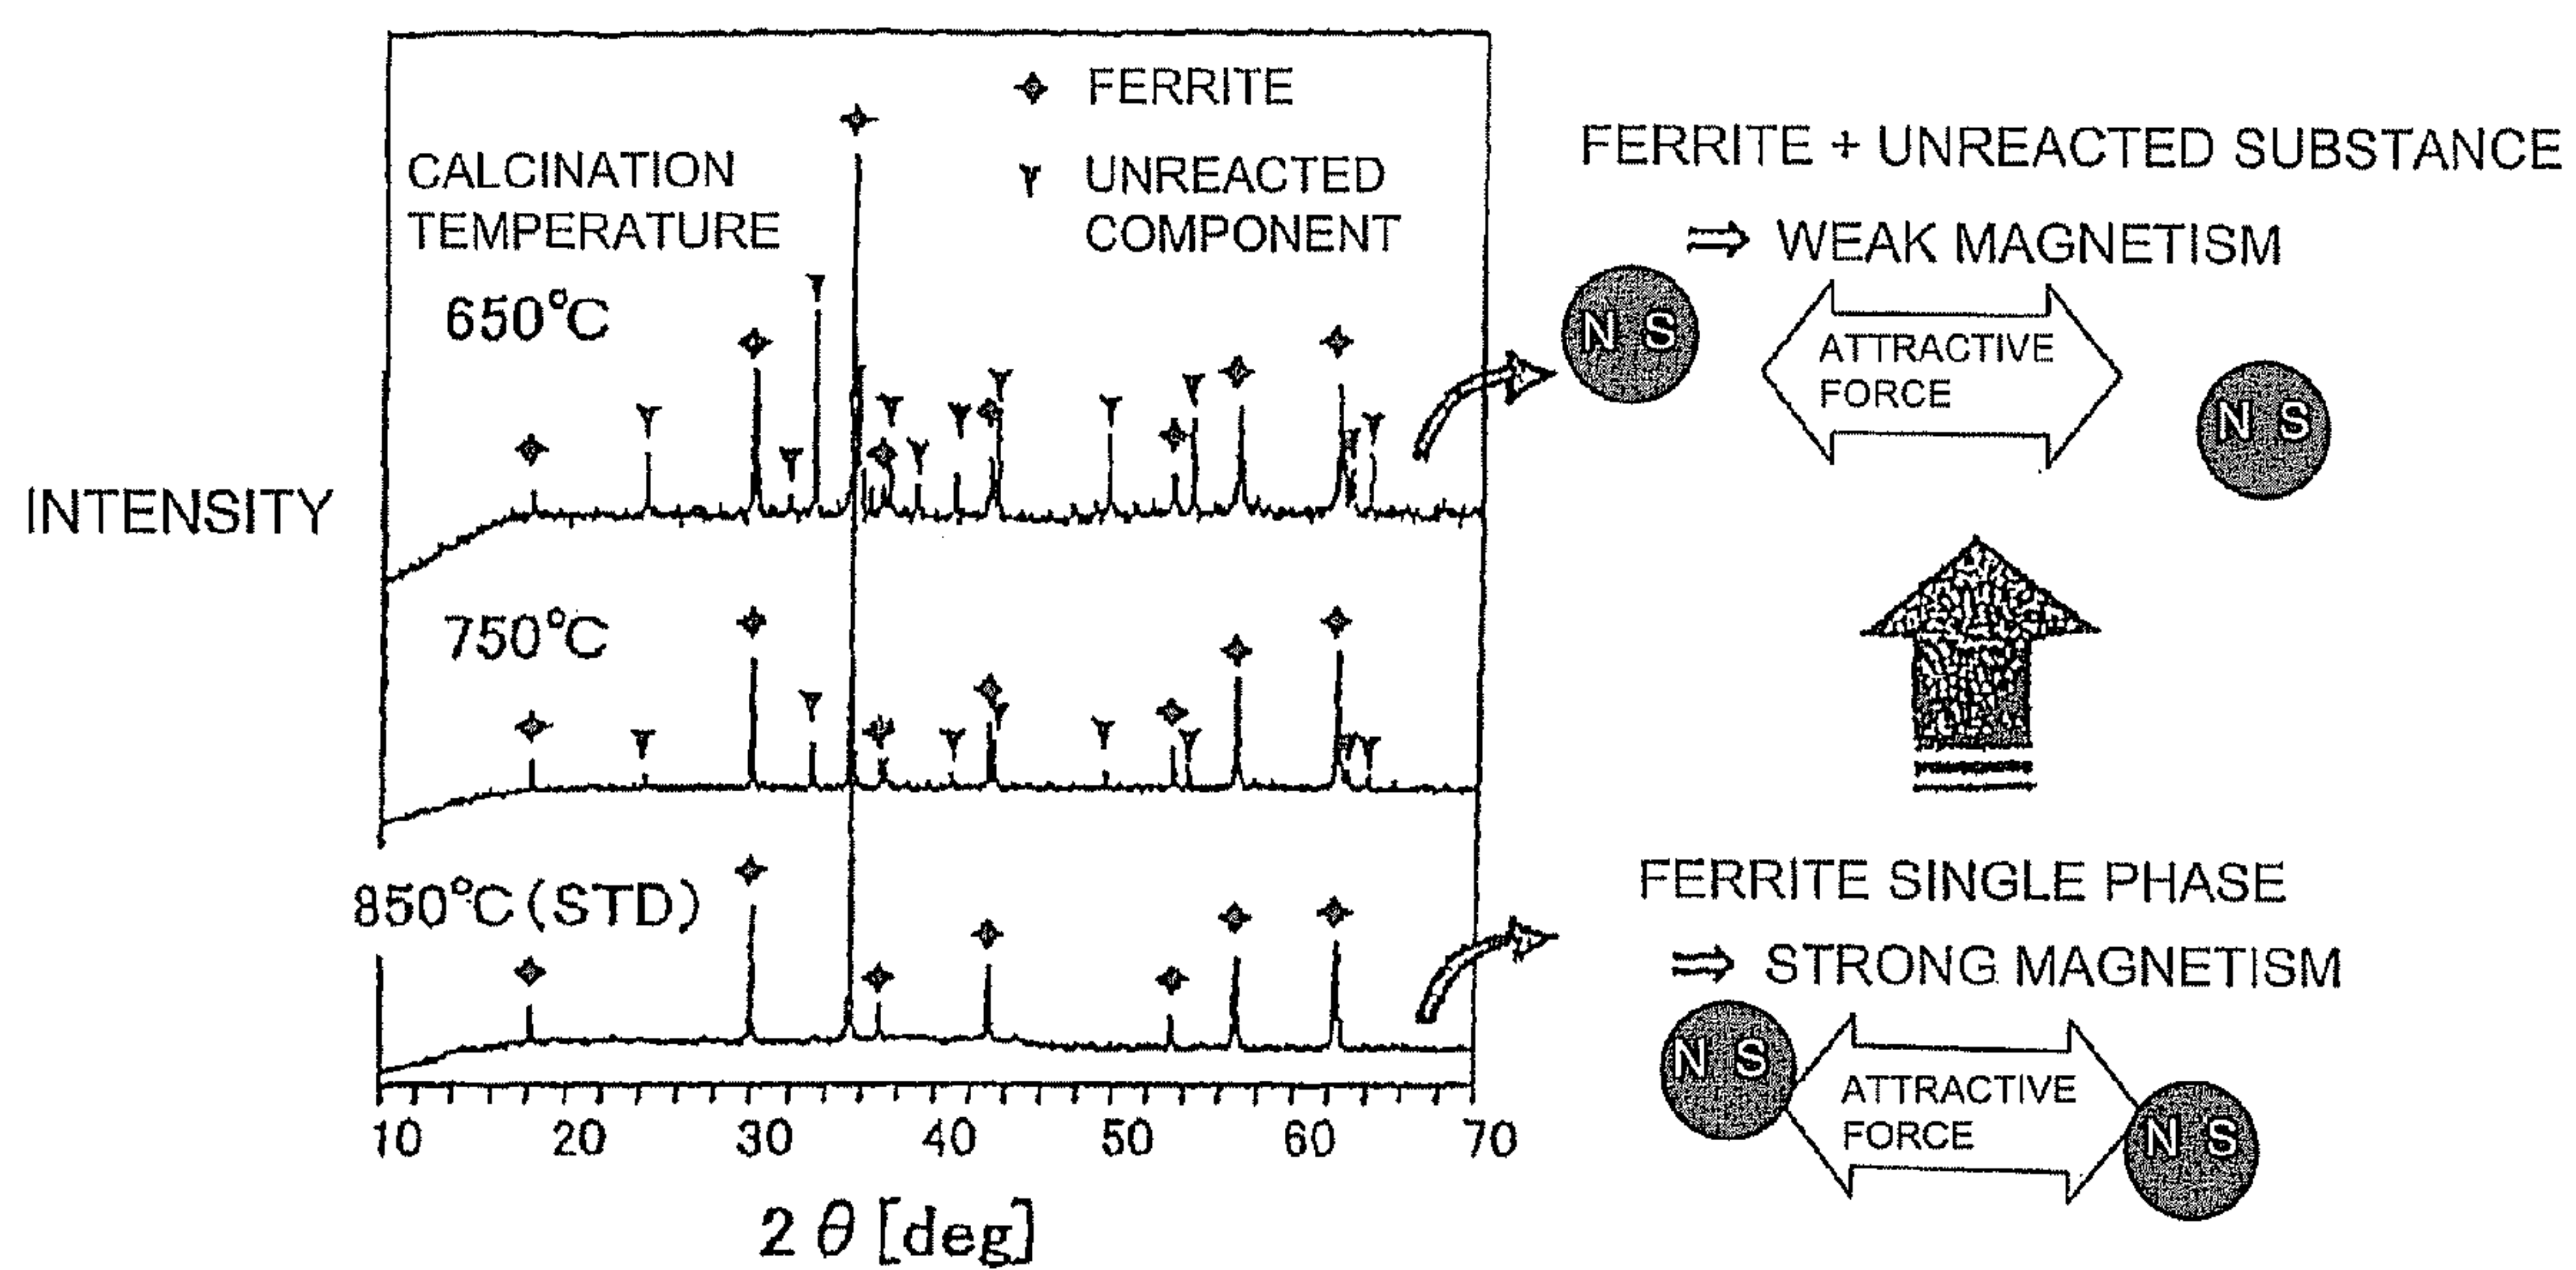 FERRITE
UNREACTED
COMPONENT
CALCINATION
TEMPERATURE
650°C
750°C
850°C(STD)
INTENSITY
10 20 30 40 50 60 70
2θ[deg]
FERRITE + UNREACTED SUBSTANCE
⇒ WEAK MAGNETISM
N S
ATTRACTIVE
FORCE
N S
FERRITE SINGLE PHASE
⇒ STRONG MAGNETISM
N S
ATTRACTIVE
FORCE
N S